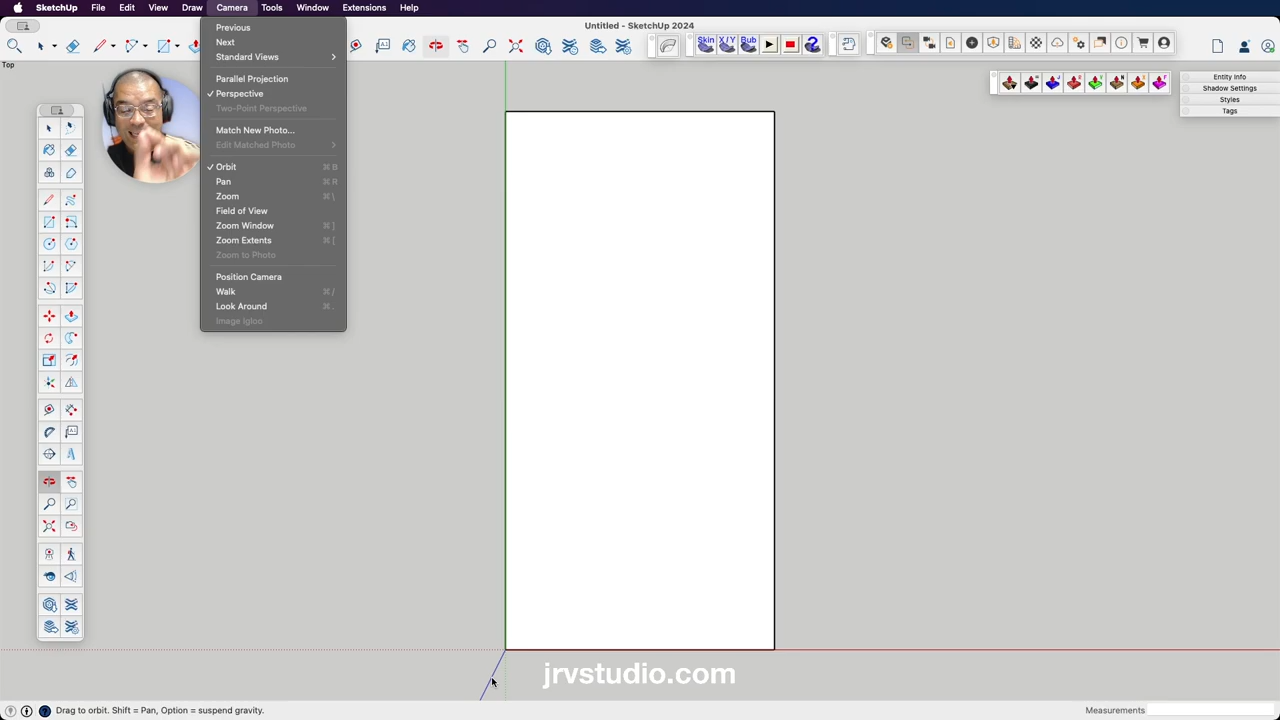 SketchUp File Edit View Draw Camera Tools Window Extensions Help
Untitled - SketchUp 2024
Previous
Next
Standard Views
Parallel Projection
✓ Perspective
Two-Point Perspective
Match New Photo...
Edit Matched Photo
✓ Orbit ⌘ B
Pan ⌘ R
Zoom ⌘ \
Field of View
Zoom Window ⌘ ]
Zoom Extents ⌘ [
Zoom to Photo
Position Camera
Walk ⌘ /
Look Around ⌘ .
Image Igloo
Skin X/Y Bub
Top
Entity Info
Shadow Settings
Styles
Tags
jrvstudio.com
Drag to orbit. Shift = Pan, Option = suspend gravity.
Measurements